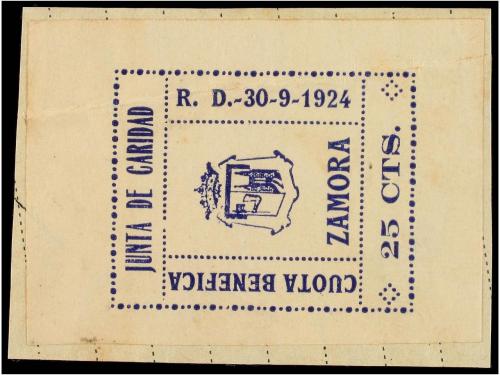 R. D.-30-9-1924
JUNTA DE CARIDAD
ZAMORA
25 CTS.
CUOTA BENEFICA